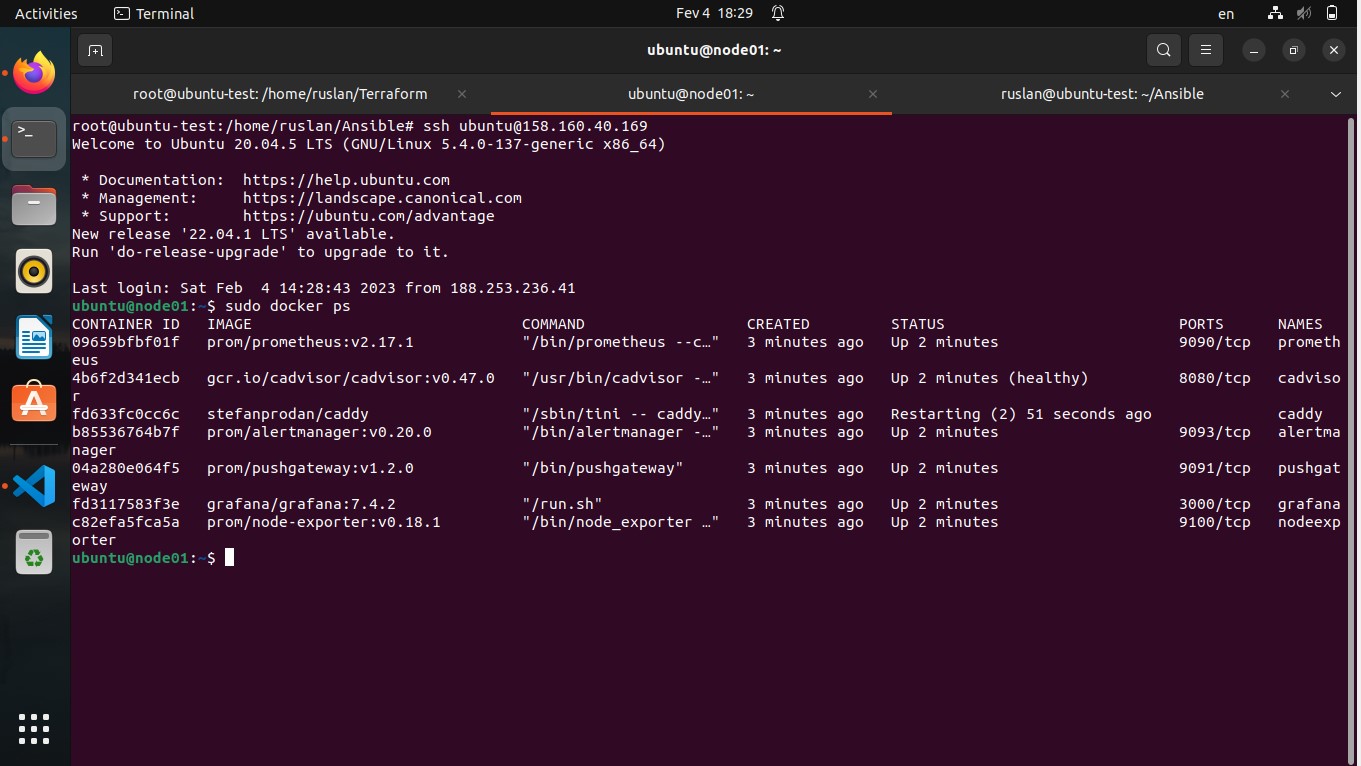 Activities Terminal Fev 4 18:29 en
ubuntu@node01: ~
root@ubuntu-test: /home/ruslan/Terraform ubuntu@node01: ~ ruslan@ubuntu-test: ~/Ansible
root@ubuntu-test:/home/ruslan/Ansible# ssh ubuntu@158.160.40.169
Welcome to Ubuntu 20.04.5 LTS (GNU/Linux 5.4.0-137-generic x86_64)
* Documentation:  https://help.ubuntu.com
* Management:     https://landscape.canonical.com
* Support:        https://ubuntu.com/advantage
New release '22.04.1 LTS' available.
Run 'do-release-upgrade' to upgrade to it.
Last login: Sat Feb  4 14:28:43 2023 from 188.253.236.41
ubuntu@node01:~$ sudo docker ps
CONTAINER ID   IMAGE                              COMMAND                  CREATED         STATUS                          PORTS      NAMES
09659bfbf01f   prom/prometheus:v2.17.1            "/bin/prometheus --c…"   3 minutes ago   Up 2 minutes                    9090/tcp   prometh
eus
4b6f2d341ecb   gcr.io/cadvisor/cadvisor:v0.47.0   "/usr/bin/cadvisor -…"   3 minutes ago   Up 2 minutes (healthy)          8080/tcp   cadviso
r
fd633fc0cc6c   stefanprodan/caddy                 "/sbin/tini -- caddy…"   3 minutes ago   Restarting (2) 51 seconds ago              caddy
b85536764b7f   prom/alertmanager:v0.20.0          "/bin/alertmanager -…"   3 minutes ago   Up 2 minutes                    9093/tcp   alertma
nager
04a280e064f5   prom/pushgateway:v1.2.0            "/bin/pushgateway"       3 minutes ago   Up 2 minutes                    9091/tcp   pushgat
eway
fd3117583f3e   grafana/grafana:7.4.2              "/run.sh"                3 minutes ago   Up 2 minutes                    3000/tcp   grafana
c82efa5fca5a   prom/node-exporter:v0.18.1         "/bin/node_exporter …"   3 minutes ago   Up 2 minutes                    9100/tcp   nodeexp
orter
ubuntu@node01:~$